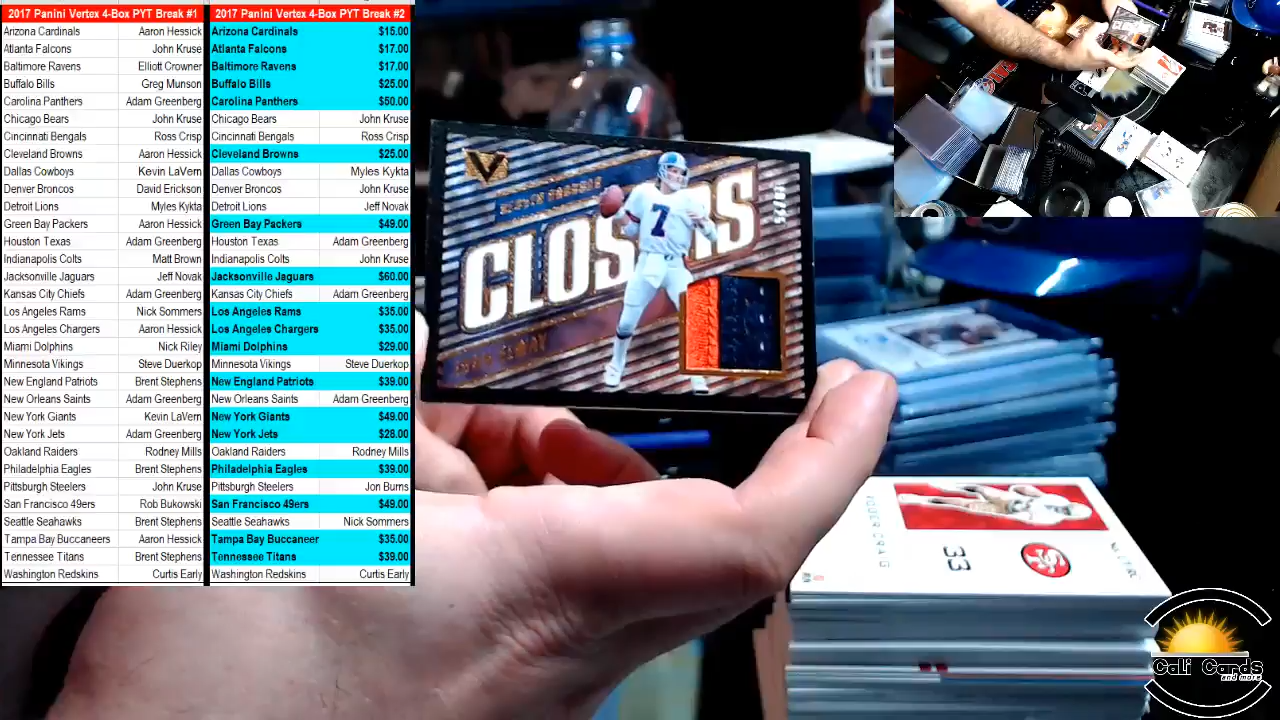 2017 Panini Vertex 4-Box PYT Break #1
Arizona Cardinals Aaron Hessick
Atlanta Falcons John Kruse
Baltimore Ravens Elliott Crowner
Buffalo Bills Greg Munson
Carolina Panthers Adam Greenberg
Chicago Bears John Kruse
Cincinnati Bengals Ross Crisp
Cleveland Browns Aaron Hessick
Dallas Cowboys Kevin LaVern
Denver Broncos David Erickson
Detroit Lions Myles Kykta
Green Bay Packers Aaron Hessick
Houston Texas Adam Greenberg
Indianapolis Colts Matt Brown
Jacksonville Jaguars Jeff Novak
Kansas City Chiefs Adam Greenberg
Los Angeles Rams Nick Sommers
Los Angeles Chargers Aaron Hessick
Miami Dolphins Nick Riley
Minnesota Vikings Steve Duerkop
New England Patriots Brent Stephens
New Orleans Saints Adam Greenberg
New York Giants Kevin LaVern
New York Jets Adam Greenberg
Oakland Raiders Rodney Mills
Philadelphia Eagles Brent Stephens
Pittsburgh Steelers John Kruse
San Francisco 49ers Rob Bukowski
Seattle Seahawks Brent Stephens
Tampa Bay Buccaneers Aaron Hessick
Tennessee Titans Brent Stephens
Washington Redskins Curtis Early
2017 Panini Vertex 4-Box PYT Break #2
Arizona Cardinals $15.00
Atlanta Falcons $17.00
Baltimore Ravens $17.00
Buffalo Bills $25.00
Carolina Panthers $50.00
Chicago Bears John Kruse
Cincinnati Bengals Ross Crisp
Cleveland Browns $25.00
Dallas Cowboys Myles Kykta
Denver Broncos John Kruse
Detroit Lions Jeff Novak
Green Bay Packers $49.00
Houston Texas Adam Greenberg
Indianapolis Colts John Kruse
Jacksonville Jaguars $60.00
Kansas City Chiefs Adam Greenberg
Los Angeles Rams $35.00
Los Angeles Chargers $35.00
Miami Dolphins $29.00
Minnesota Vikings Steve Duerkop
New England Patriots $39.00
New Orleans Saints Adam Greenberg
New York Giants $49.00
New York Jets $28.00
Oakland Raiders Rodney Mills
Philadelphia Eagles $39.00
Pittsburgh Steelers Jon Burns
San Francisco 49ers $49.00
Seattle Seahawks Nick Sommers
Tampa Bay Buccaneer $35.00
Tennessee Titans $39.00
Washington Redskins Curtis Early
V
CLOSERS
7
33
Cali Cards
and more